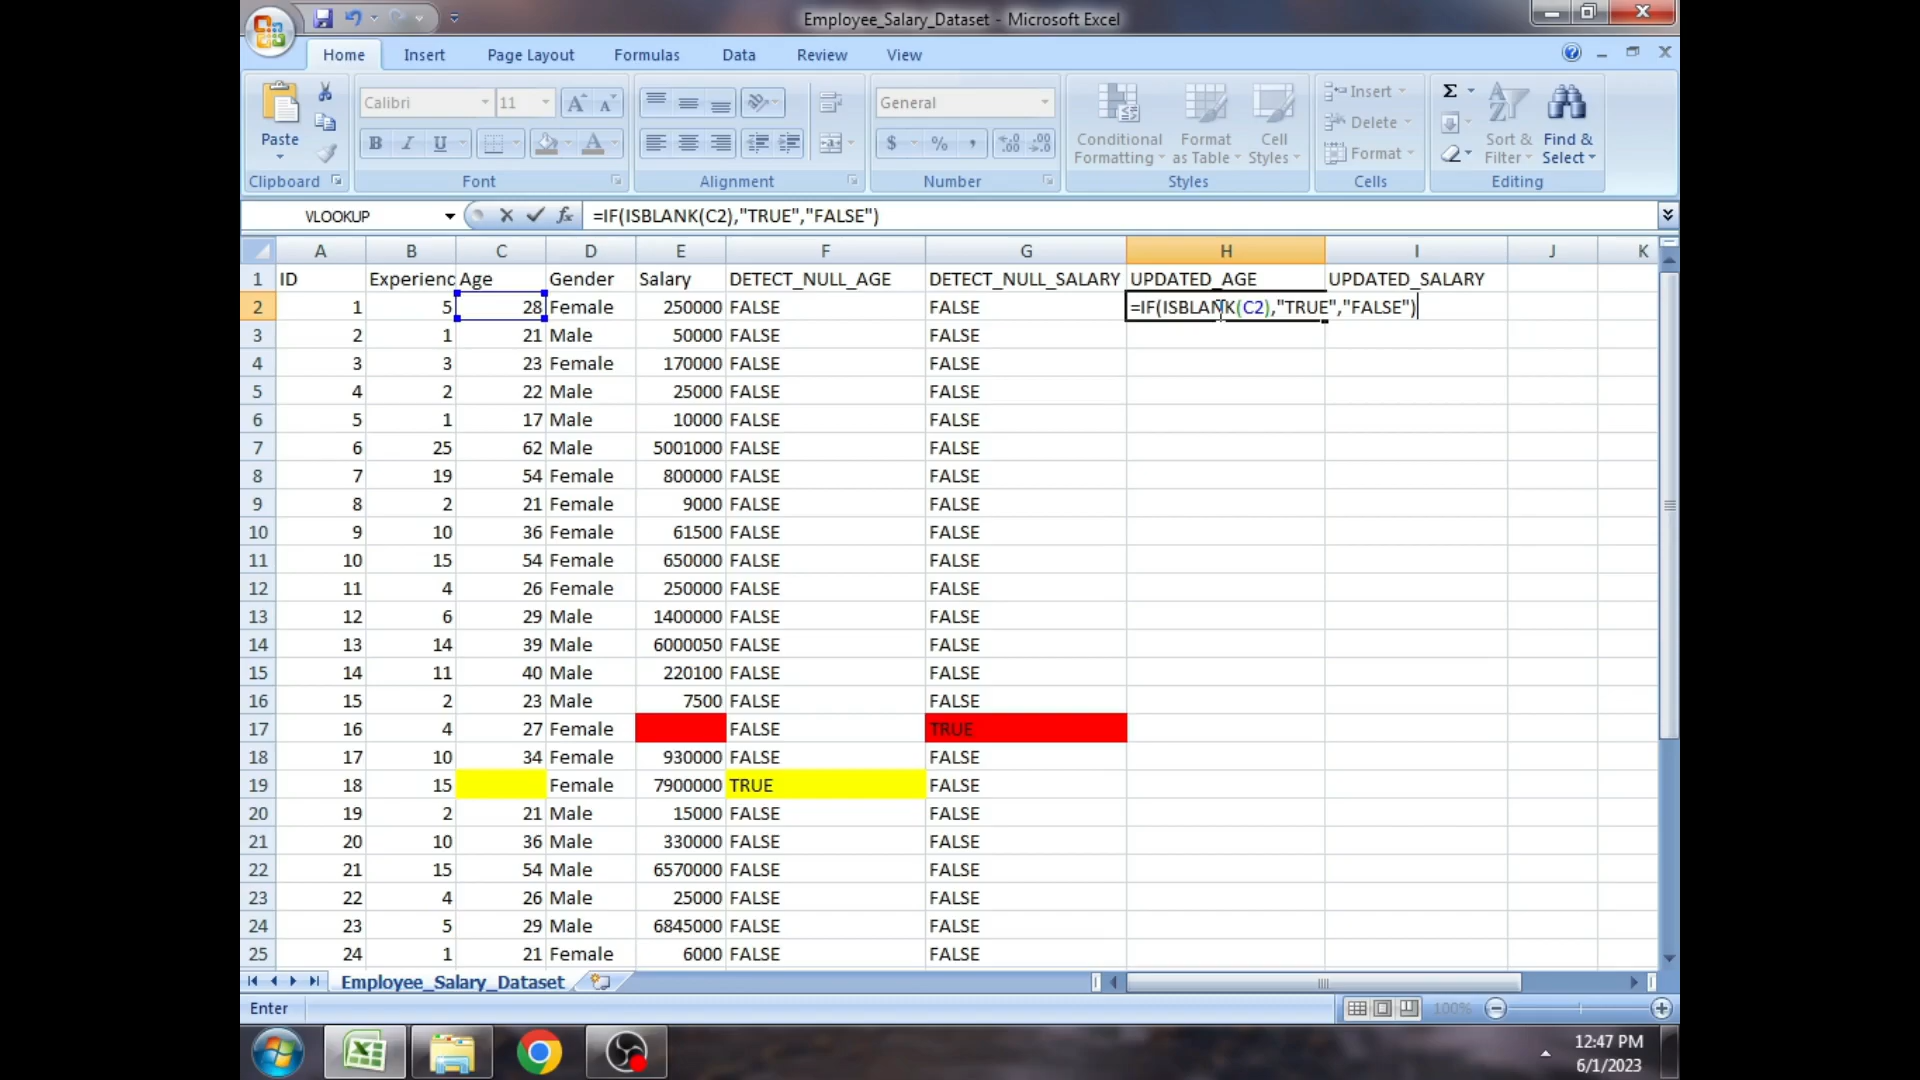 Employee_Salary_Dataset - Microsoft Excel
Home Insert Page Layout Formulas Data Review View
Paste Calibri 11 General Conditional Formatting Format as Table Cell Styles Insert Delete Format Σ Sort & Filter Find & Select
B I U $ % ,
Clipboard Font Alignment Number Styles Cells Editing
VLOOKUP fx =IF(ISBLANK(C2),"TRUE","FALSE")
A B C D E F G H I J K
1 ID Experienc Age Gender Salary DETECT_NULL_AGE DETECT_NULL_SALARY UPDATED_AGE UPDATED_SALARY
2 1 5 28 Female 250000 FALSE FALSE =IF(ISBLANK(C2),"TRUE","FALSE")
3 2 1 21 Male 50000 FALSE FALSE
4 3 3 23 Female 170000 FALSE FALSE
5 4 2 22 Male 25000 FALSE FALSE
6 5 1 17 Male 10000 FALSE FALSE
7 6 25 62 Male 5001000 FALSE FALSE
8 7 19 54 Female 800000 FALSE FALSE
9 8 2 21 Female 9000 FALSE FALSE
10 9 10 36 Female 61500 FALSE FALSE
11 10 15 54 Female 650000 FALSE FALSE
12 11 4 26 Female 250000 FALSE FALSE
13 12 6 29 Male 1400000 FALSE FALSE
14 13 14 39 Male 6000050 FALSE FALSE
15 14 11 40 Male 220100 FALSE FALSE
16 15 2 23 Male 7500 FALSE FALSE
17 16 4 27 Female FALSE TRUE
18 17 10 34 Female 930000 FALSE FALSE
19 18 15 Female 7900000 TRUE FALSE
20 19 2 21 Male 15000 FALSE FALSE
21 20 10 36 Male 330000 FALSE FALSE
22 21 15 54 Male 6570000 FALSE FALSE
23 22 4 26 Male 25000 FALSE FALSE
24 23 5 29 Male 6845000 FALSE FALSE
25 24 1 21 Female 6000 FALSE FALSE
Employee_Salary_Dataset
Enter 100%
12:47 PM
6/1/2023